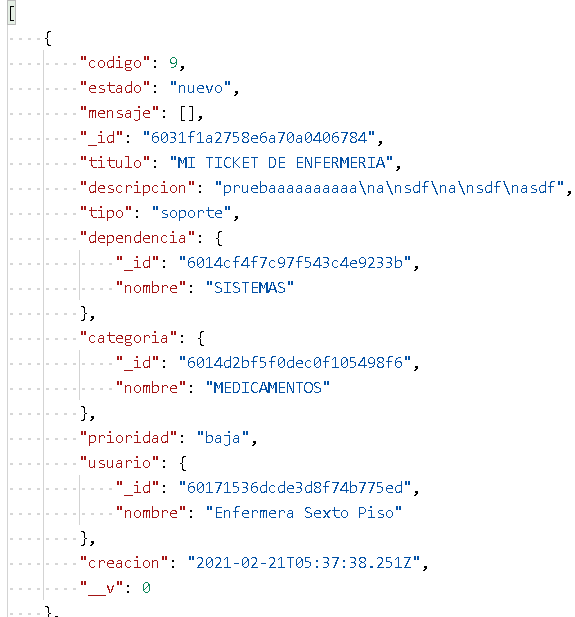 [
    {
        "codigo": 9,
        "estado": "nuevo",
        "mensaje": [],
        "_id": "6031f1a2758e6a70a0406784",
        "titulo": "MI TICKET DE ENFERMERIA",
        "descripcion": "pruebaaaaaaaaaa\na\nsdf\na\nsdf\nasdf",
        "tipo": "soporte",
        "dependencia": {
            "_id": "6014cf4f7c97f543c4e9233b",
            "nombre": "SISTEMAS"
        },
        "categoria": {
            "_id": "6014d2bf5f0dec0f105498f6",
            "nombre": "MEDICAMENTOS"
        },
        "prioridad": "baja",
        "usuario": {
            "_id": "60171536dcde3d8f74b775ed",
            "nombre": "Enfermera Sexto Piso"
        },
        "creacion": "2021-02-21T05:37:38.251Z",
        "__v": 0
    },